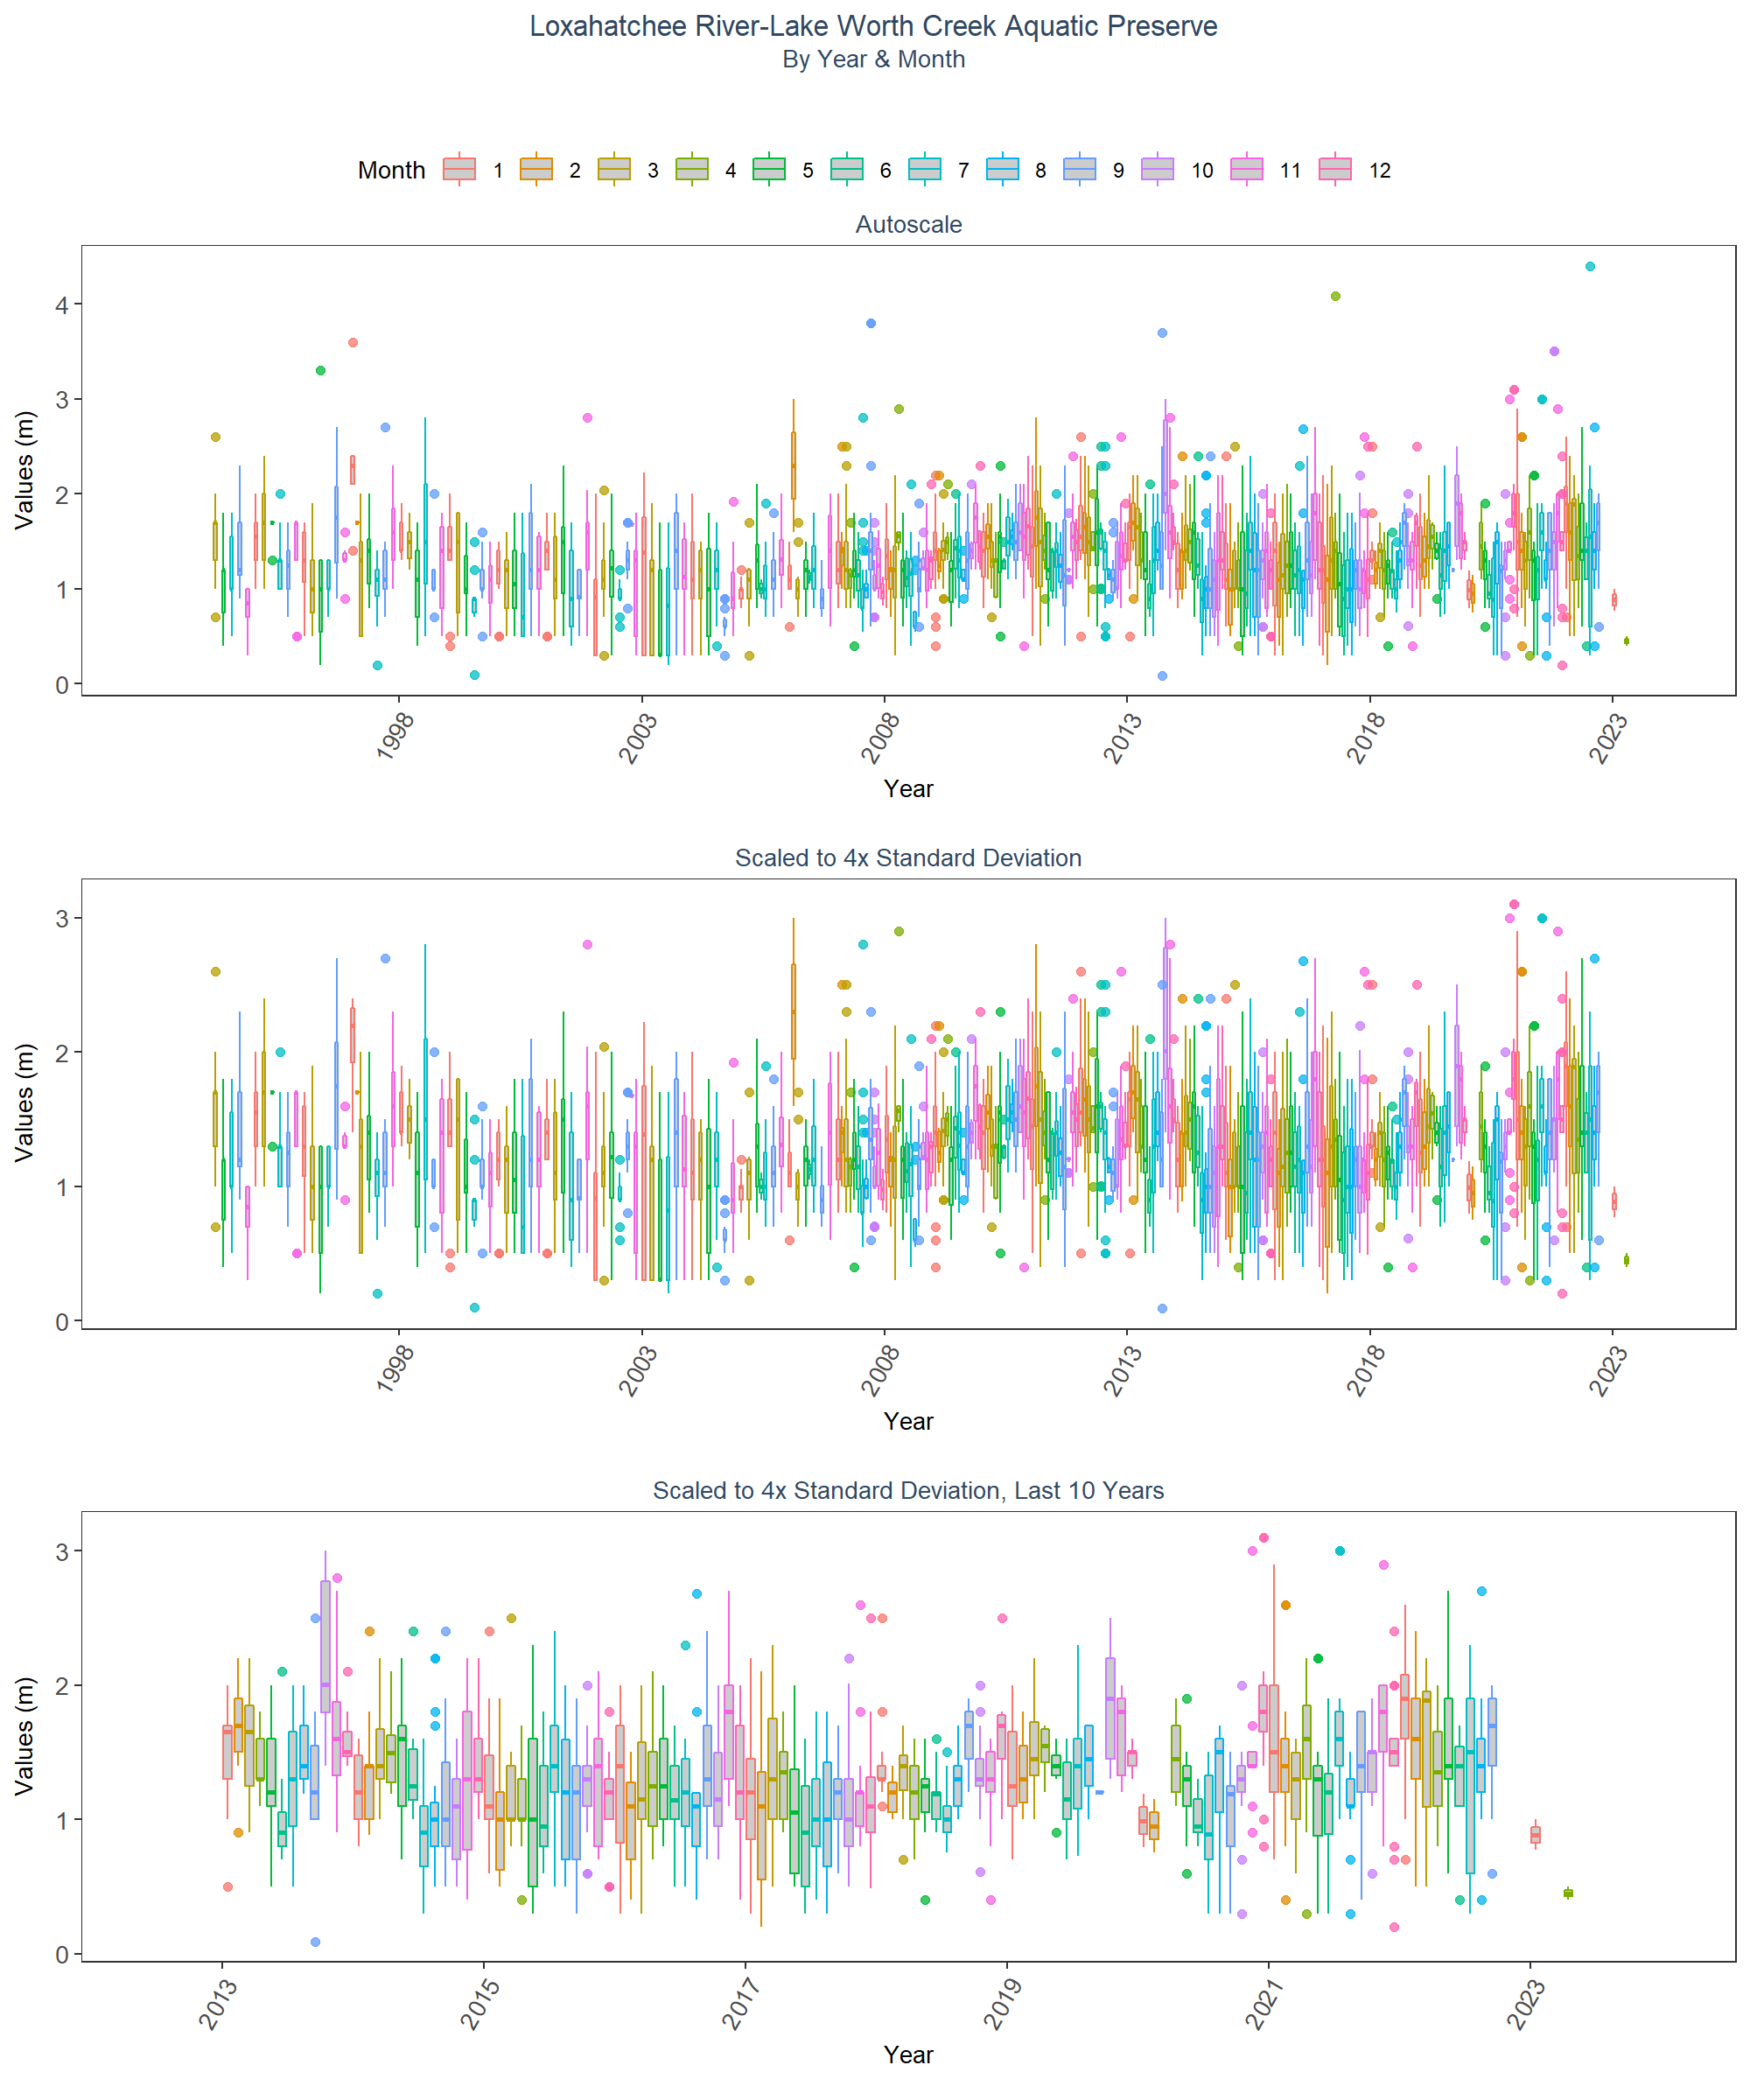 Loxahatchee River-Lake Worth Creek Aquatic Preserve
By Year & Month
Month 1 2 3 4 5 6 7 8 9 10 11 12
Autoscale
Values (m)
4
3
2
1
0
1998 2003 2008 2013 2018 2023
Year
Scaled to 4x Standard Deviation
Values (m)
3
2
1
0
1998 2003 2008 2013 2018 2023
Year
Scaled to 4x Standard Deviation, Last 10 Years
Values (m)
3
2
1
0
2013 2015 2017 2019 2021 2023
Year